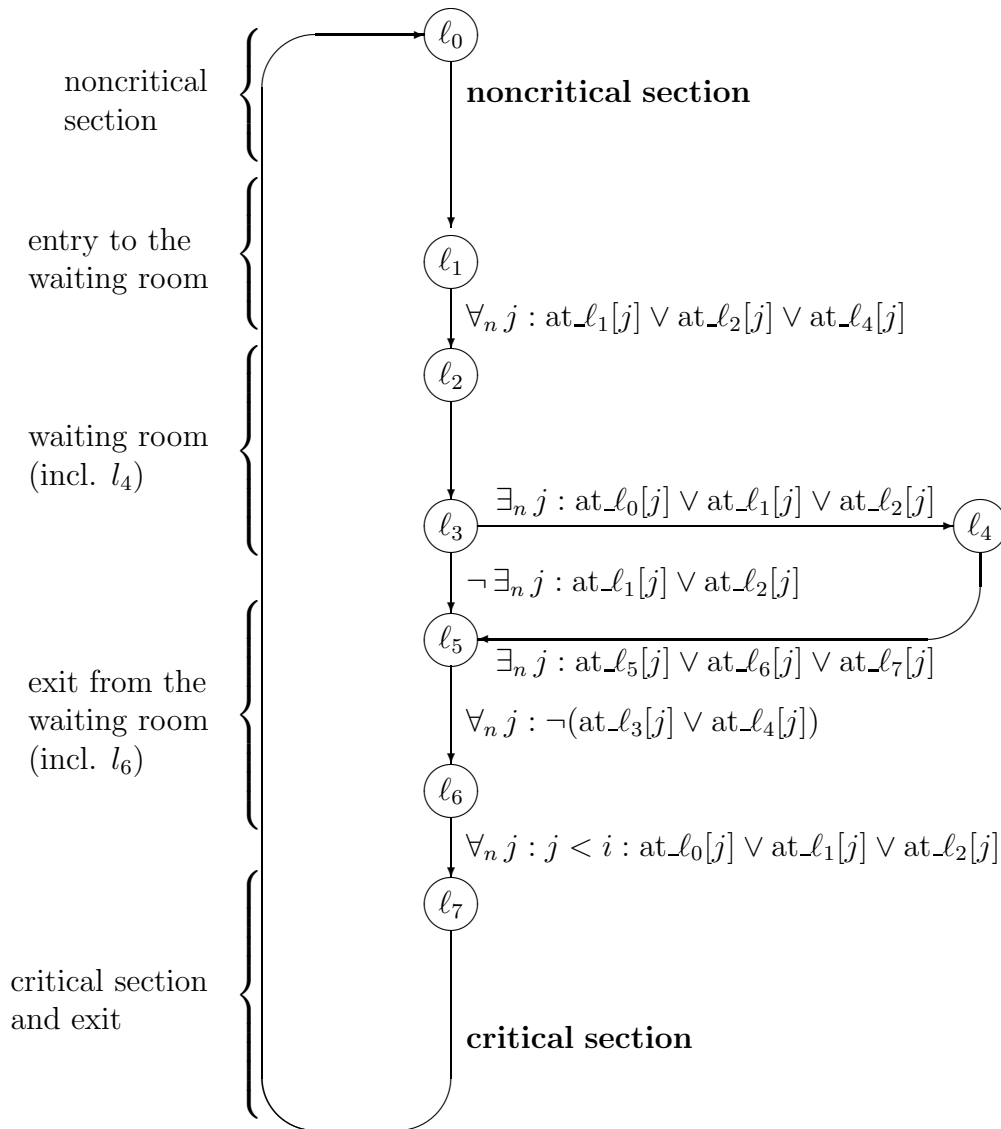 ℓ₀
noncritical
section
noncritical section
entry to the
waiting room
ℓ₁
∀ₙ j : at_ℓ₁[j] ∨ at_ℓ₂[j] ∨ at_ℓ₄[j]
ℓ₂
waiting room
(incl. l₄)
∃ₙ j : at_ℓ₀[j] ∨ at_ℓ₁[j] ∨ at_ℓ₂[j]
ℓ₃
ℓ₄
¬ ∃ₙ j : at_ℓ₁[j] ∨ at_ℓ₂[j]
ℓ₅
∃ₙ j : at_ℓ₅[j] ∨ at_ℓ₆[j] ∨ at_ℓ₇[j]
exit from the
waiting room
(incl. l₆)
∀ₙ j : ¬(at_ℓ₃[j] ∨ at_ℓ₄[j])
ℓ₆
∀ₙ j : j < i : at_ℓ₀[j] ∨ at_ℓ₁[j] ∨ at_ℓ₂[j]
ℓ₇
critical section
and exit
critical section